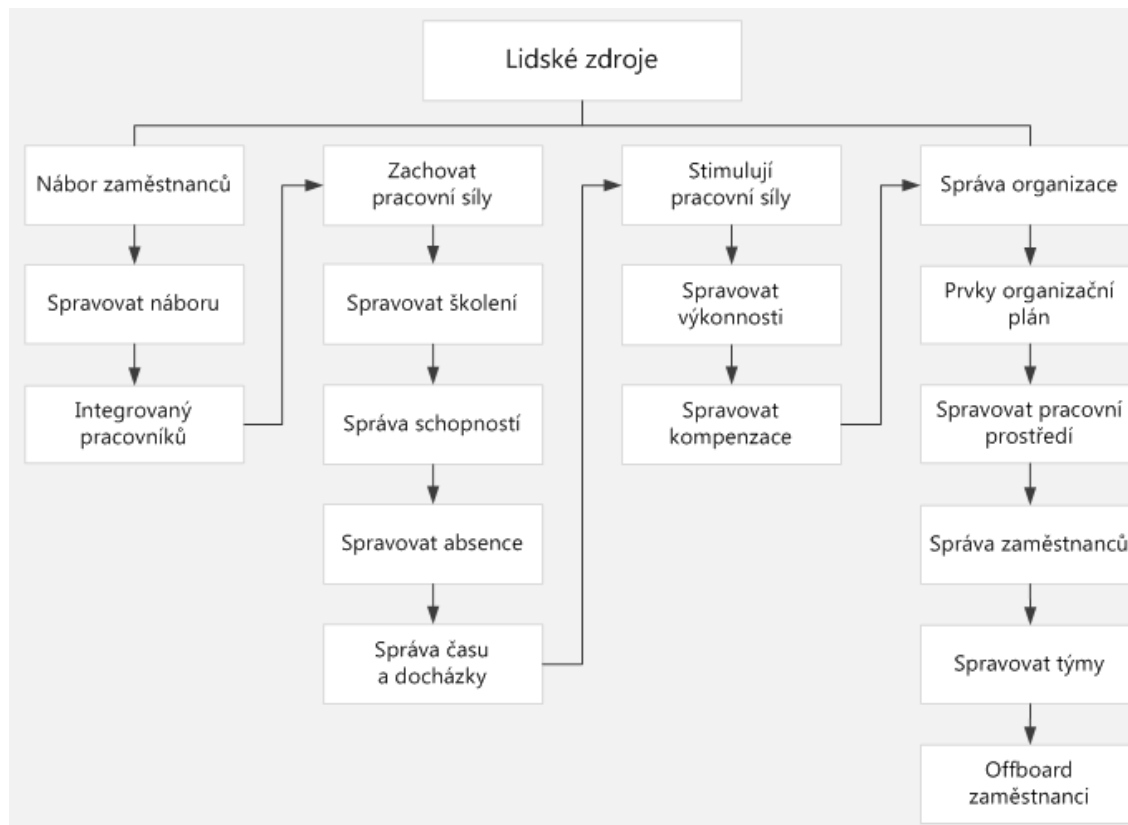 Lidské zdroje
Nábor zaměstnanců
Spravovat náboru
Integrovaný
pracovníků
Zachovat
pracovní síly
Spravovat školení
Správa schopností
Spravovat absence
Správa času
a docházky
Stimulují
pracovní síly
Spravovat
výkonnosti
Spravovat
kompenzace
Správa organizace
Prvky organizační
plán
Spravovat pracovní
prostředí
Správa zaměstnanců
Spravovat týmy
Offboard
zaměstnanci